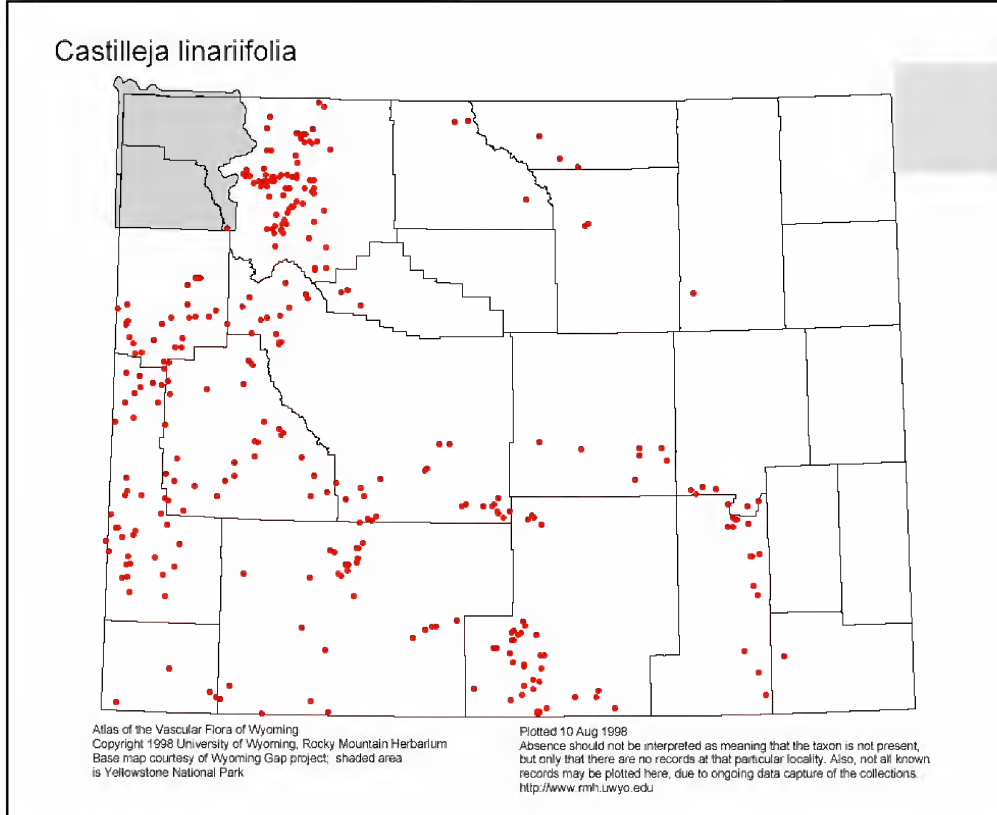 Castilleja linariifolia
Atlas of the Vascular Flora of Wyoming
Copyright 1998 University of Wyoming, Rocky Mountain Herbarium
Base map courtesy of Wyoming Gap project; shaded area
is Yellowstone National Park
Plotted 10 Aug 1998
Absence should not be interpreted as meaning that the taxon is not present,
but only that there are no records at that particular locality. Also, not all known
records may be plotted here, due to ongoing data capture of the collections.
http://www.rmh.uwyo.edu